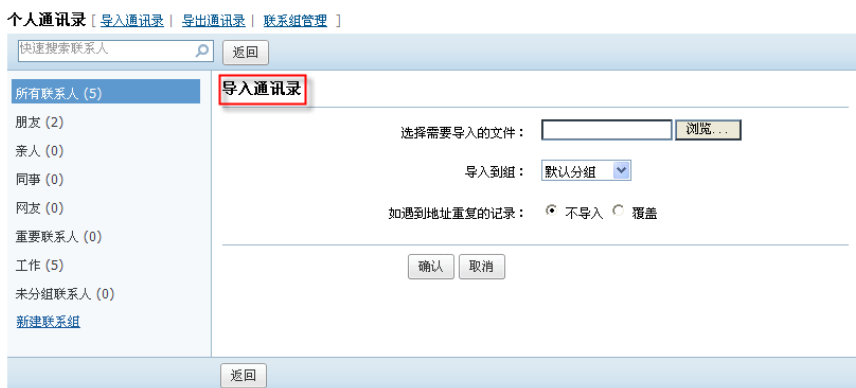 个人通讯录 [ 导入通讯录 | 导出通讯录 | 联系组管理 ]
快速搜索联系人
返回
所有联系人 (5)
朋友 (2)
亲人 (0)
同事 (0)
网友 (0)
重要联系人 (0)
工作 (5)
未分组联系人 (0)
新建联系组
导入通讯录
选择需要导入的文件： 浏览...
导入到组： 默认分组
如遇到地址重复的记录： 不导入 覆盖
确认 取消
返回